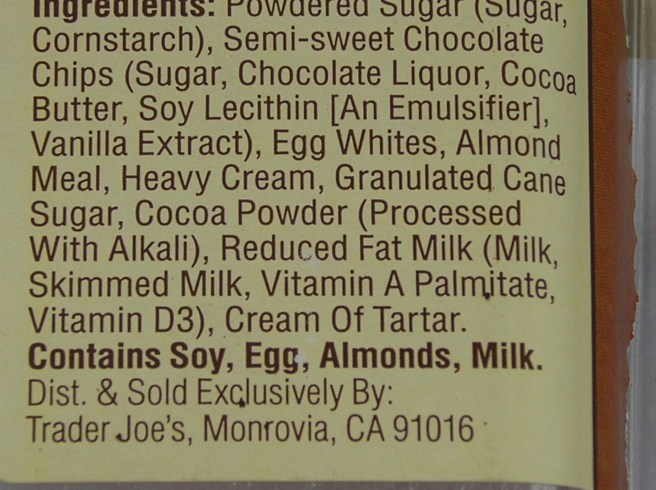 Ingredients: Powdered Sugar (Sugar,
Cornstarch), Semi-sweet Chocolate
Chips (Sugar, Chocolate Liquor, Cocoa
Butter, Soy Lecithin [An Emulsifier],
Vanilla Extract), Egg Whites, Almond
Meal, Heavy Cream, Granulated Cane
Sugar, Cocoa Powder (Processed
With Alkali), Reduced Fat Milk (Milk,
Skimmed Milk, Vitamin A Palmitate,
Vitamin D3), Cream Of Tartar.
Contains Soy, Egg, Almonds, Milk.
Dist. & Sold Exclusively By:
Trader Joe's, Monrovia, CA 91016